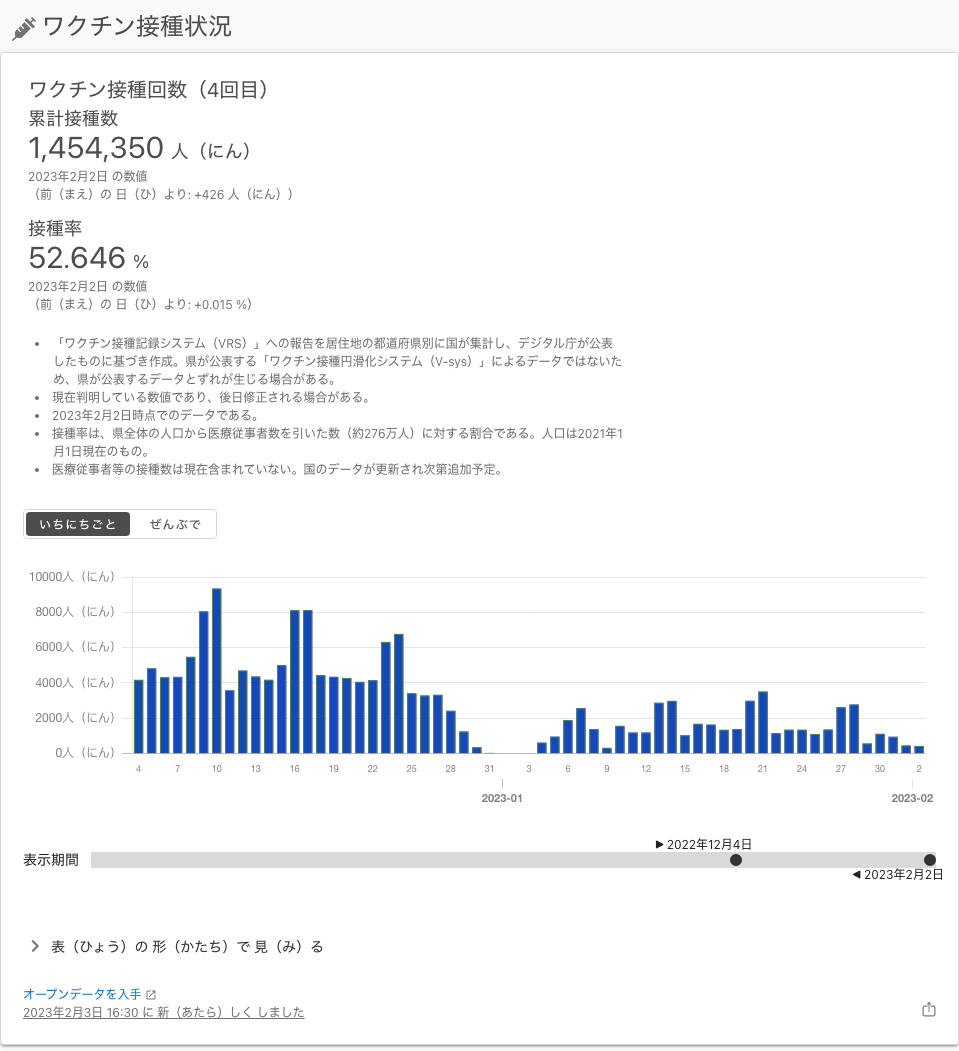 ワクチン接種状況
ワクチン接種回数（4回目）
累計接種数
1,454,350 人（にん）
2023年2月2日 の数値
（前（まえ）の 日（ひ）より: +426 人（にん））
接種率
52.646 %
2023年2月2日 の数値
（前（まえ）の 日（ひ）より: +0.015 %）
• 「ワクチン接種記録システム（VRS）」への報告を居住地の都道府県別に国が集計し、デジタル庁が公表
したものに基づき作成。県が公表する「ワクチン接種円滑化システム（V-sys）」によるデータではないた
め、県が公表するデータとずれが生じる場合がある。
• 現在判明している数値であり、後日修正される場合がある。
• 2023年2月2日時点でのデータである。
• 接種率は、県全体の人口から医療従事者数を引いた数（約276万人）に対する割合である。人口は2021年1
月1日現在のもの。
• 医療従事者等の接種数は現在含まれていない。国のデータが更新され次第追加予定。
いちにちごと ぜんぶで
10000人（にん）
8000人（にん）
6000人（にん）
4000人（にん）
2000人（にん）
0人（にん）
4 7 10 13 16 19 22 25 28 31 3 6 9 12 15 18 21 24 27 30 2
2023-01 2023-02
▶ 2022年12月4日
表示期間
◀ 2023年2月2日
表（ひょう）の 形（かたち）で 見（み）る
オープンデータを入手
2023年2月3日 16:30 に 新（あたら）しく しました